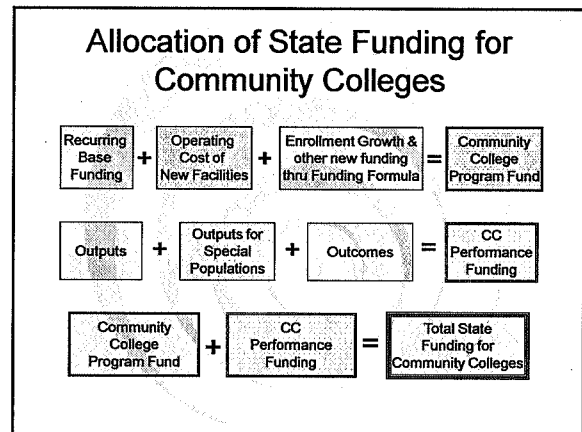 Allocation of State Funding for
Community Colleges
Recurring
Base
Funding
+
Operating
Cost of
New Facilities
+
Enrollment Growth &
other new funding
thru Funding Formula
=
Community
College
Program Fund
Outputs
+
Outputs for
Special
Populations
+
Outcomes
=
CC
Performance
Funding
Community
College
Program Fund
+
CC
Performance
Funding
=
Total State
Funding for
Community Colleges